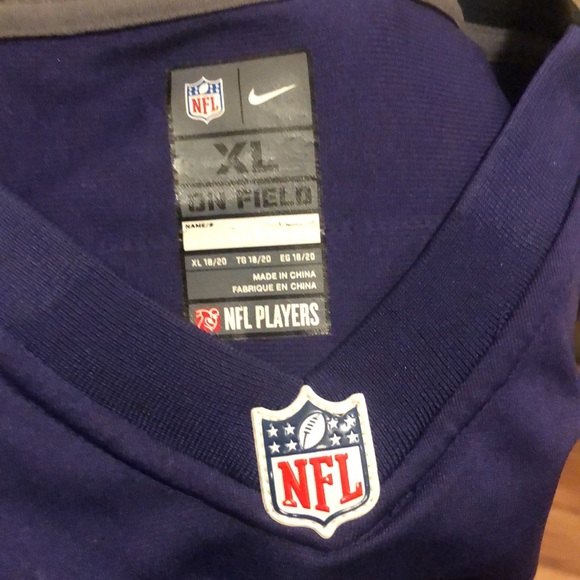 NFL
XL
ON FIELD
NAME/#
XL 18/20 TG 18/20 EG 18/20
MADE IN CHINA
FABRIQUE EN CHINA
NFL PLAYERS
NFL